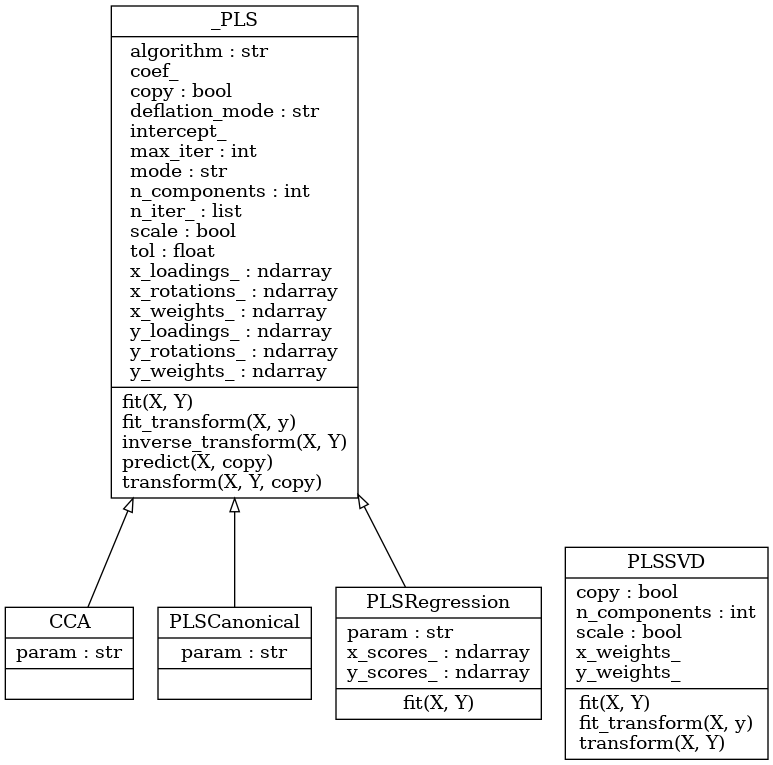 _PLS
algorithm : str
coef_
copy : bool
deflation_mode : str
intercept_
max_iter : int
mode : str
n_components : int
n_iter_ : list
scale : bool
tol : float
x_loadings_ : ndarray
x_rotations_ : ndarray
x_weights_ : ndarray
y_loadings_ : ndarray
y_rotations_ : ndarray
y_weights_ : ndarray
fit(X, Y)
fit_transform(X, y)
inverse_transform(X, Y)
predict(X, copy)
transform(X, Y, copy)
CCA
param : str
PLSCanonical
param : str
PLSRegression
param : str
x_scores_ : ndarray
y_scores_ : ndarray
fit(X, Y)
PLSSVD
copy : bool
n_components : int
scale : bool
x_weights_
y_weights_
fit(X, Y)
fit_transform(X, y)
transform(X, Y)